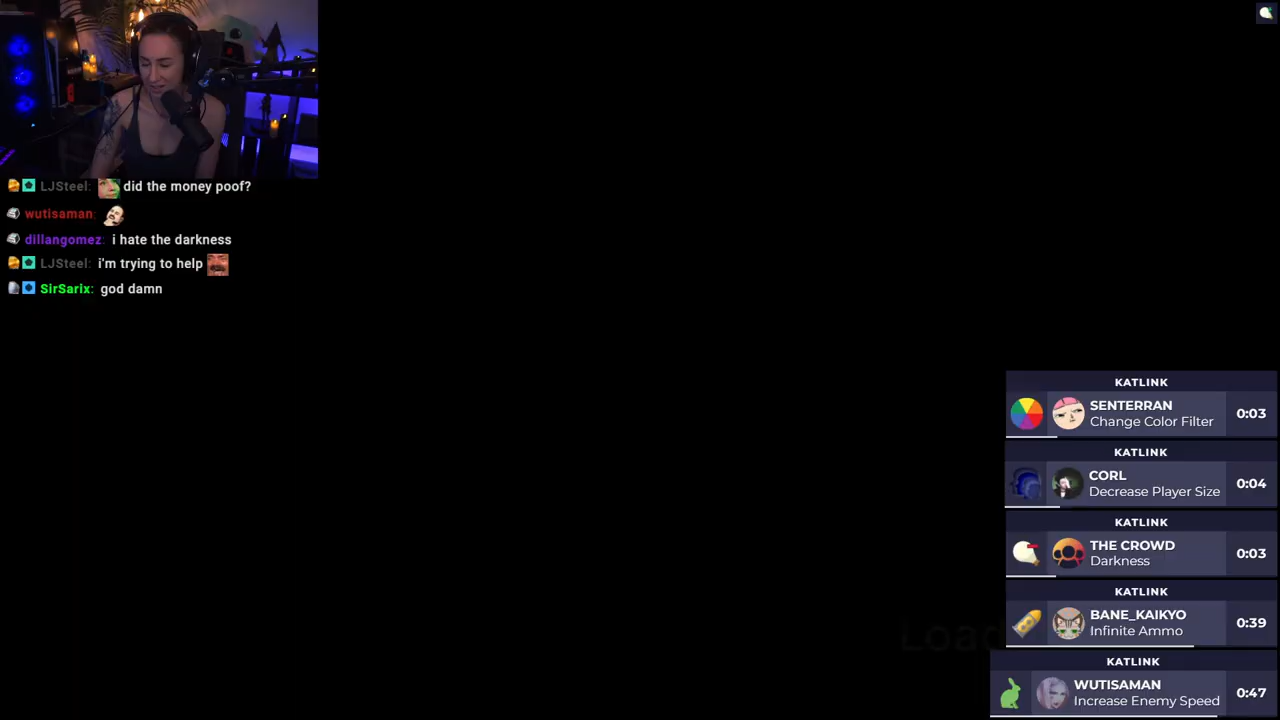 LJSteel: did the money poof?
wutisaman:
dillangomez: i hate the darkness
LJSteel: i'm trying to help
SirSarix: god damn
KATLINK
SENTERRAN
Change Color Filter
0:03
KATLINK
CORL
Decrease Player Size
0:04
KATLINK
THE CROWD
Darkness
0:03
KATLINK
BANE_KAIKYO
Infinite Ammo
0:39
KATLINK
WUTISAMAN
Increase Enemy Speed
0:47